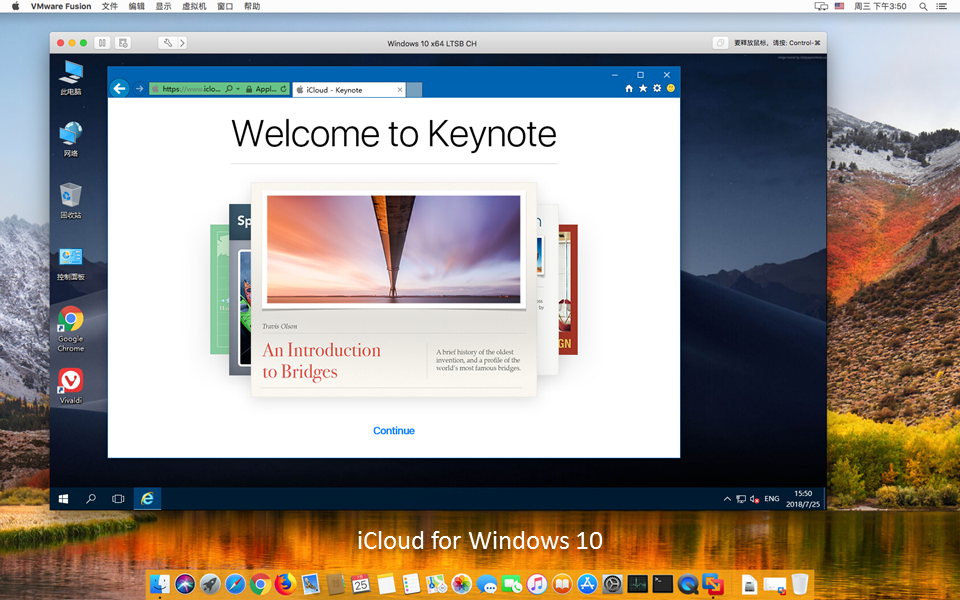 VMware Fusion 文件 编辑 显示 虚拟机 窗口 帮助 周三 下午3:50
Windows 10 x64 LTSB CH
要释放鼠标，请按: Control-⌘
https://www.iclo...
Appl...
iCloud - Keynote
此电脑
网络
回收站
控制面板
Google
Chrome
Vivaldi
Welcome to Keynote
Sp
Travis Olson
An Introduction
to Bridges
A brief history of the oldest
invention, and a profile of the
world's most famous bridges.
by
GN
Continue
ENG
15:50
2018/7/25
iCloud for Windows 10
25